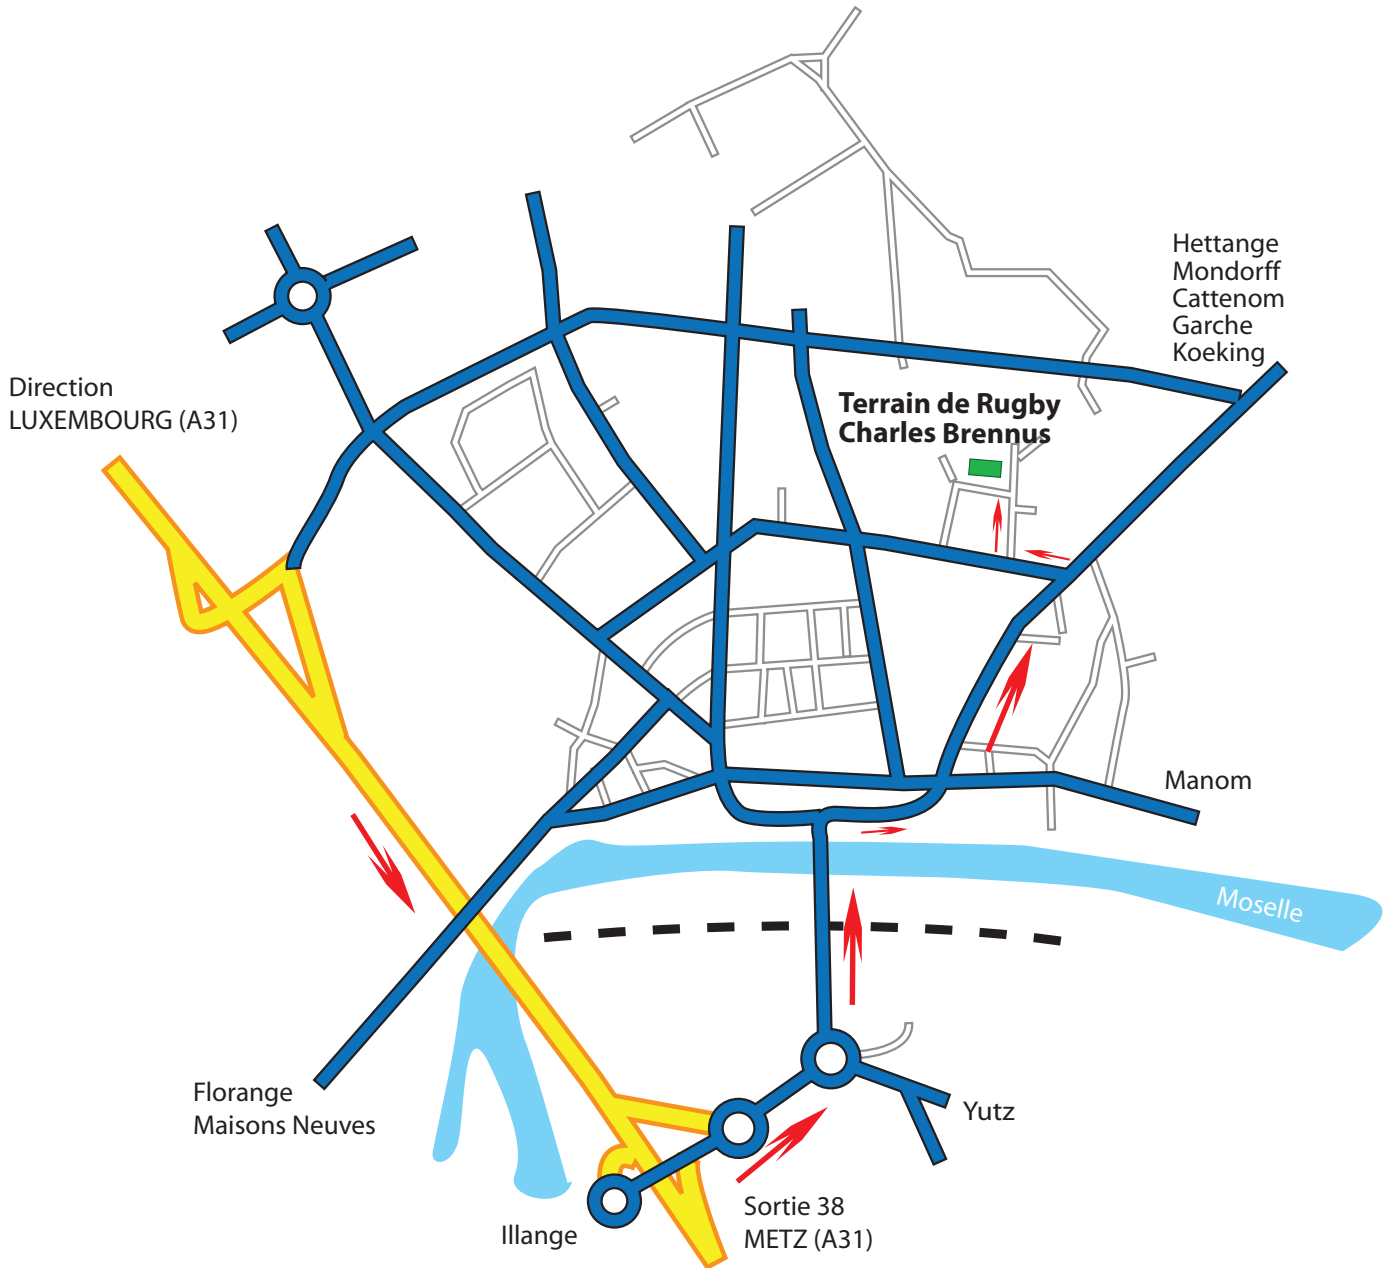 Hettange
Mondorff
Cattenom
Garche
Koeking
Direction
LUXEMBOURG (A31)
Terrain de Rugby
Charles Brennus
Manom
Moselle
Florange
Maisons Neuves
Yutz
Sortie 38
METZ (A31)
Illange